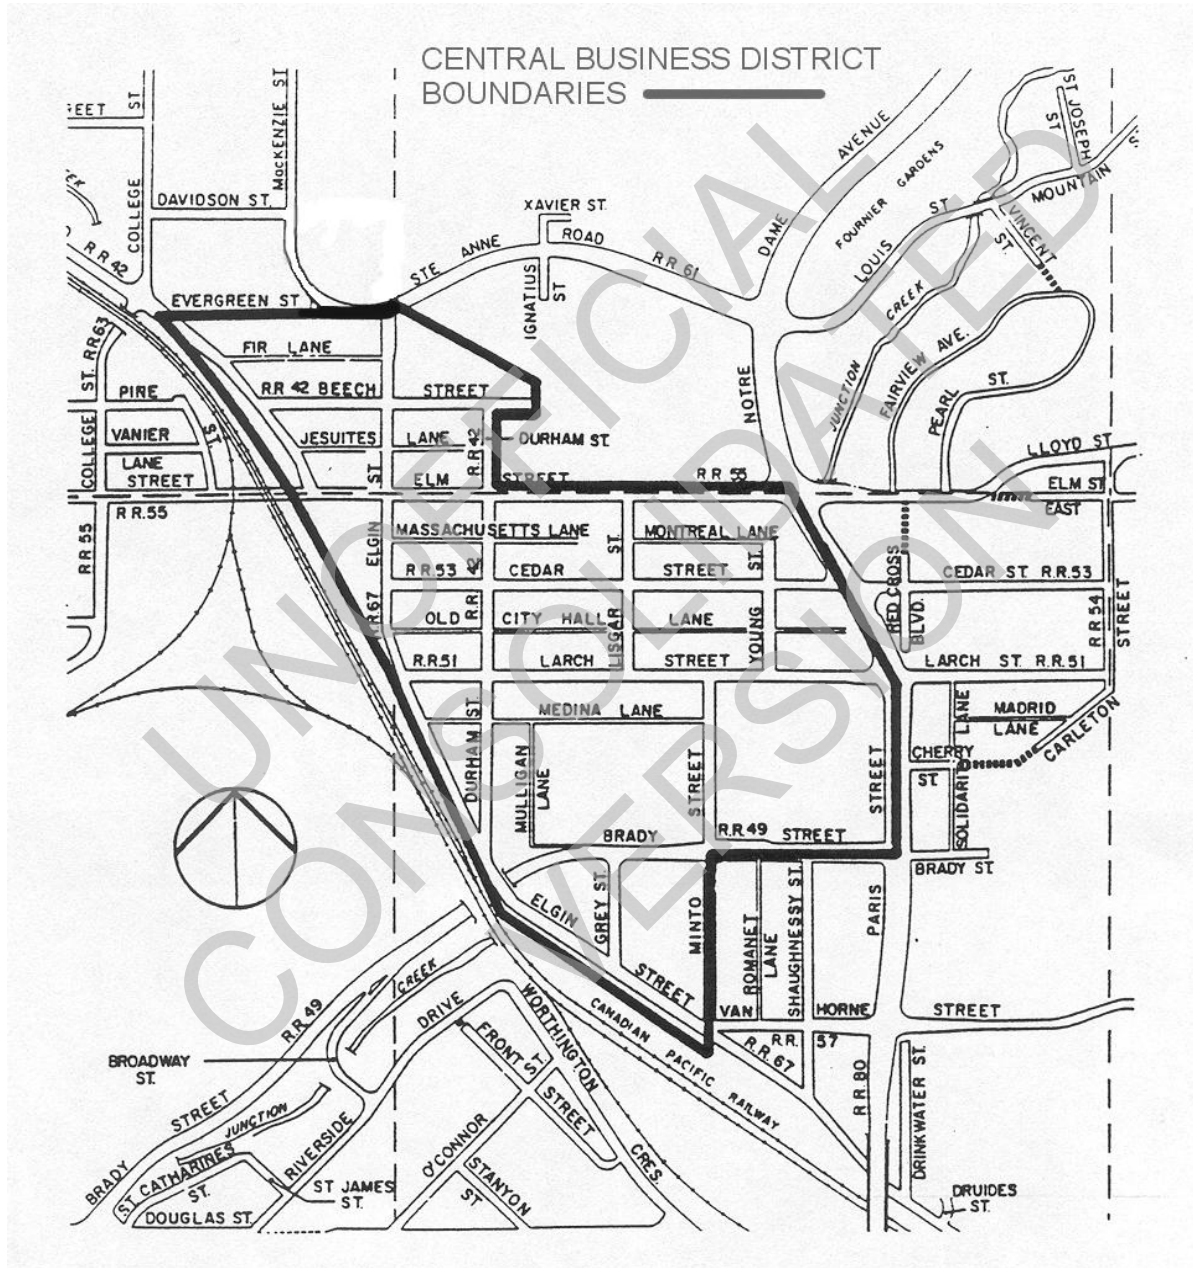 CENTRAL BUSINESS DISTRICT
BOUNDARIES
UNOFFICIAL
CONSOLIDATED
VERSION
EET ST
COLLEGE
MacKENZIE ST
DAVIDSON ST.
AVENUE
ST JOSEPH
ST
MOUNTAIN
S.
FOURNIER GARDENS
XAVIER ST.
STE ANNE ROAD
R R 61
DAME
LOUIS ST
VINCENT
ST
R R 42
EVERGREEN ST
IGNATIUS
ST
CREEK
JUNCTION
ST. RR63
COLLEGE
FIR LANE
PIRE
ST.
RR 42 BEECH STREET
NOTRE
FAIRVIEW AVE.
PEARL ST.
VANIER
LANE
STREET
JESUITES LANE
R.R 42
DURHAM ST.
LLOYD ST
ELM STREET
R R 55
ELM ST
EAST
R R.55
RR 55
ST
ELGIN
R67
MASSACHUSETTS LANE
MONTREAL LANE
R R 53
42
CEDAR STREET
ST.
ST.
RED CROSS
BLVD.
CEDAR ST. R.R.53
OLD
R R
CITY HALL LANE
LISGAR
YOUNG
R R 54
STREET
R.R.51
LARCH STREET
LARCH ST. R.R.51
MEDINA LANE
DURHAM ST.
MULLIGAN
LANE
STREET
STREET
SOLIDARITE LANE
MADRID
LANE
CARLETON
CHERRY
ST.
BRADY
R.R 49 STREET
BRADY ST.
ELGIN
STREET
GREY ST.
MINTO
ROMANET
LANE
SHAUGHNESSY ST.
PARIS
VAN HORNE STREET
R.R. 57
R.R. 67
R R. 80
CANADIAN PACIFIC RAILWAY
CREEK
R.R.49
DRIVE
WORTHINGTON
CRES.
FRONT
ST
STREET
BROADWAY
ST.
DRINKWATER ST.
STREET
JUNCTION
BRADY
RIVERSIDE
O'CONNOR
STANYON
ST
ST. CATHARINES
ST.
ST JAMES
ST.
DOUGLAS ST.
DRUIDES
ST.